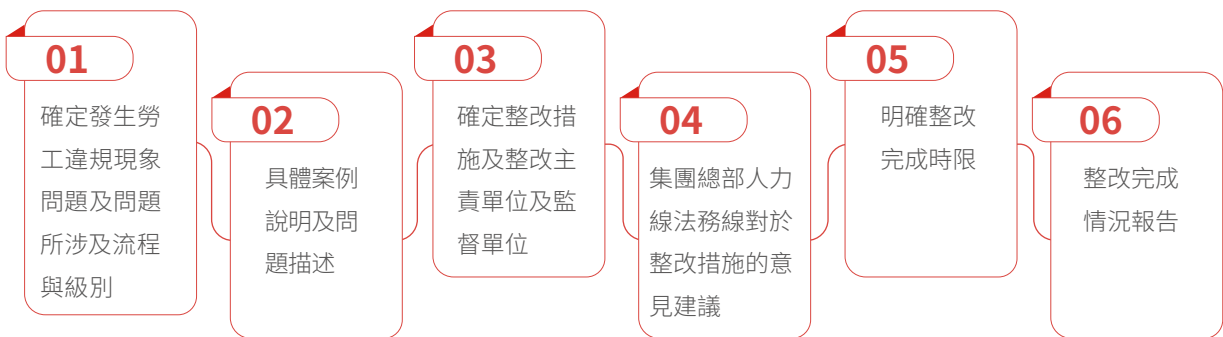 01
確定發生勞
工違規現象
問題及問題
所涉及流程
與級別
02
具體案例
說明及問
題描述
03
確定整改措
施及整改主
責單位及監
督單位
04
集團總部人力
線法務線對於
整改措施的意
見建議
05
明確整改
完成時限
06
整改完成
情況報告